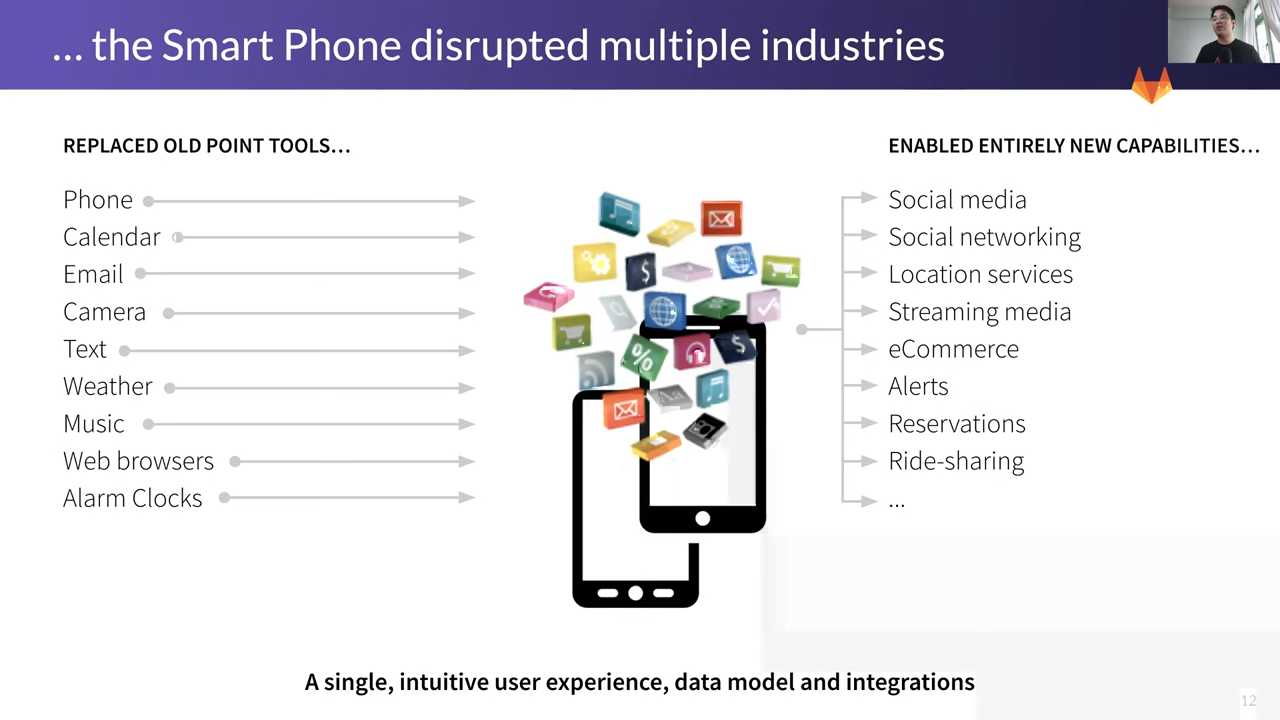 ... the Smart Phone disrupted multiple industries
REPLACED OLD POINT TOOLS...
Phone
Calendar
Email
Camera
Text
Weather
Music
Web browsers
Alarm Clocks
$
%
$
Aa
ENABLED ENTIRELY NEW CAPABILITIES...
Social media
Social networking
Location services
Streaming media
eCommerce
Alerts
Reservations
Ride-sharing
...
A single, intuitive user experience, data model and integrations
12